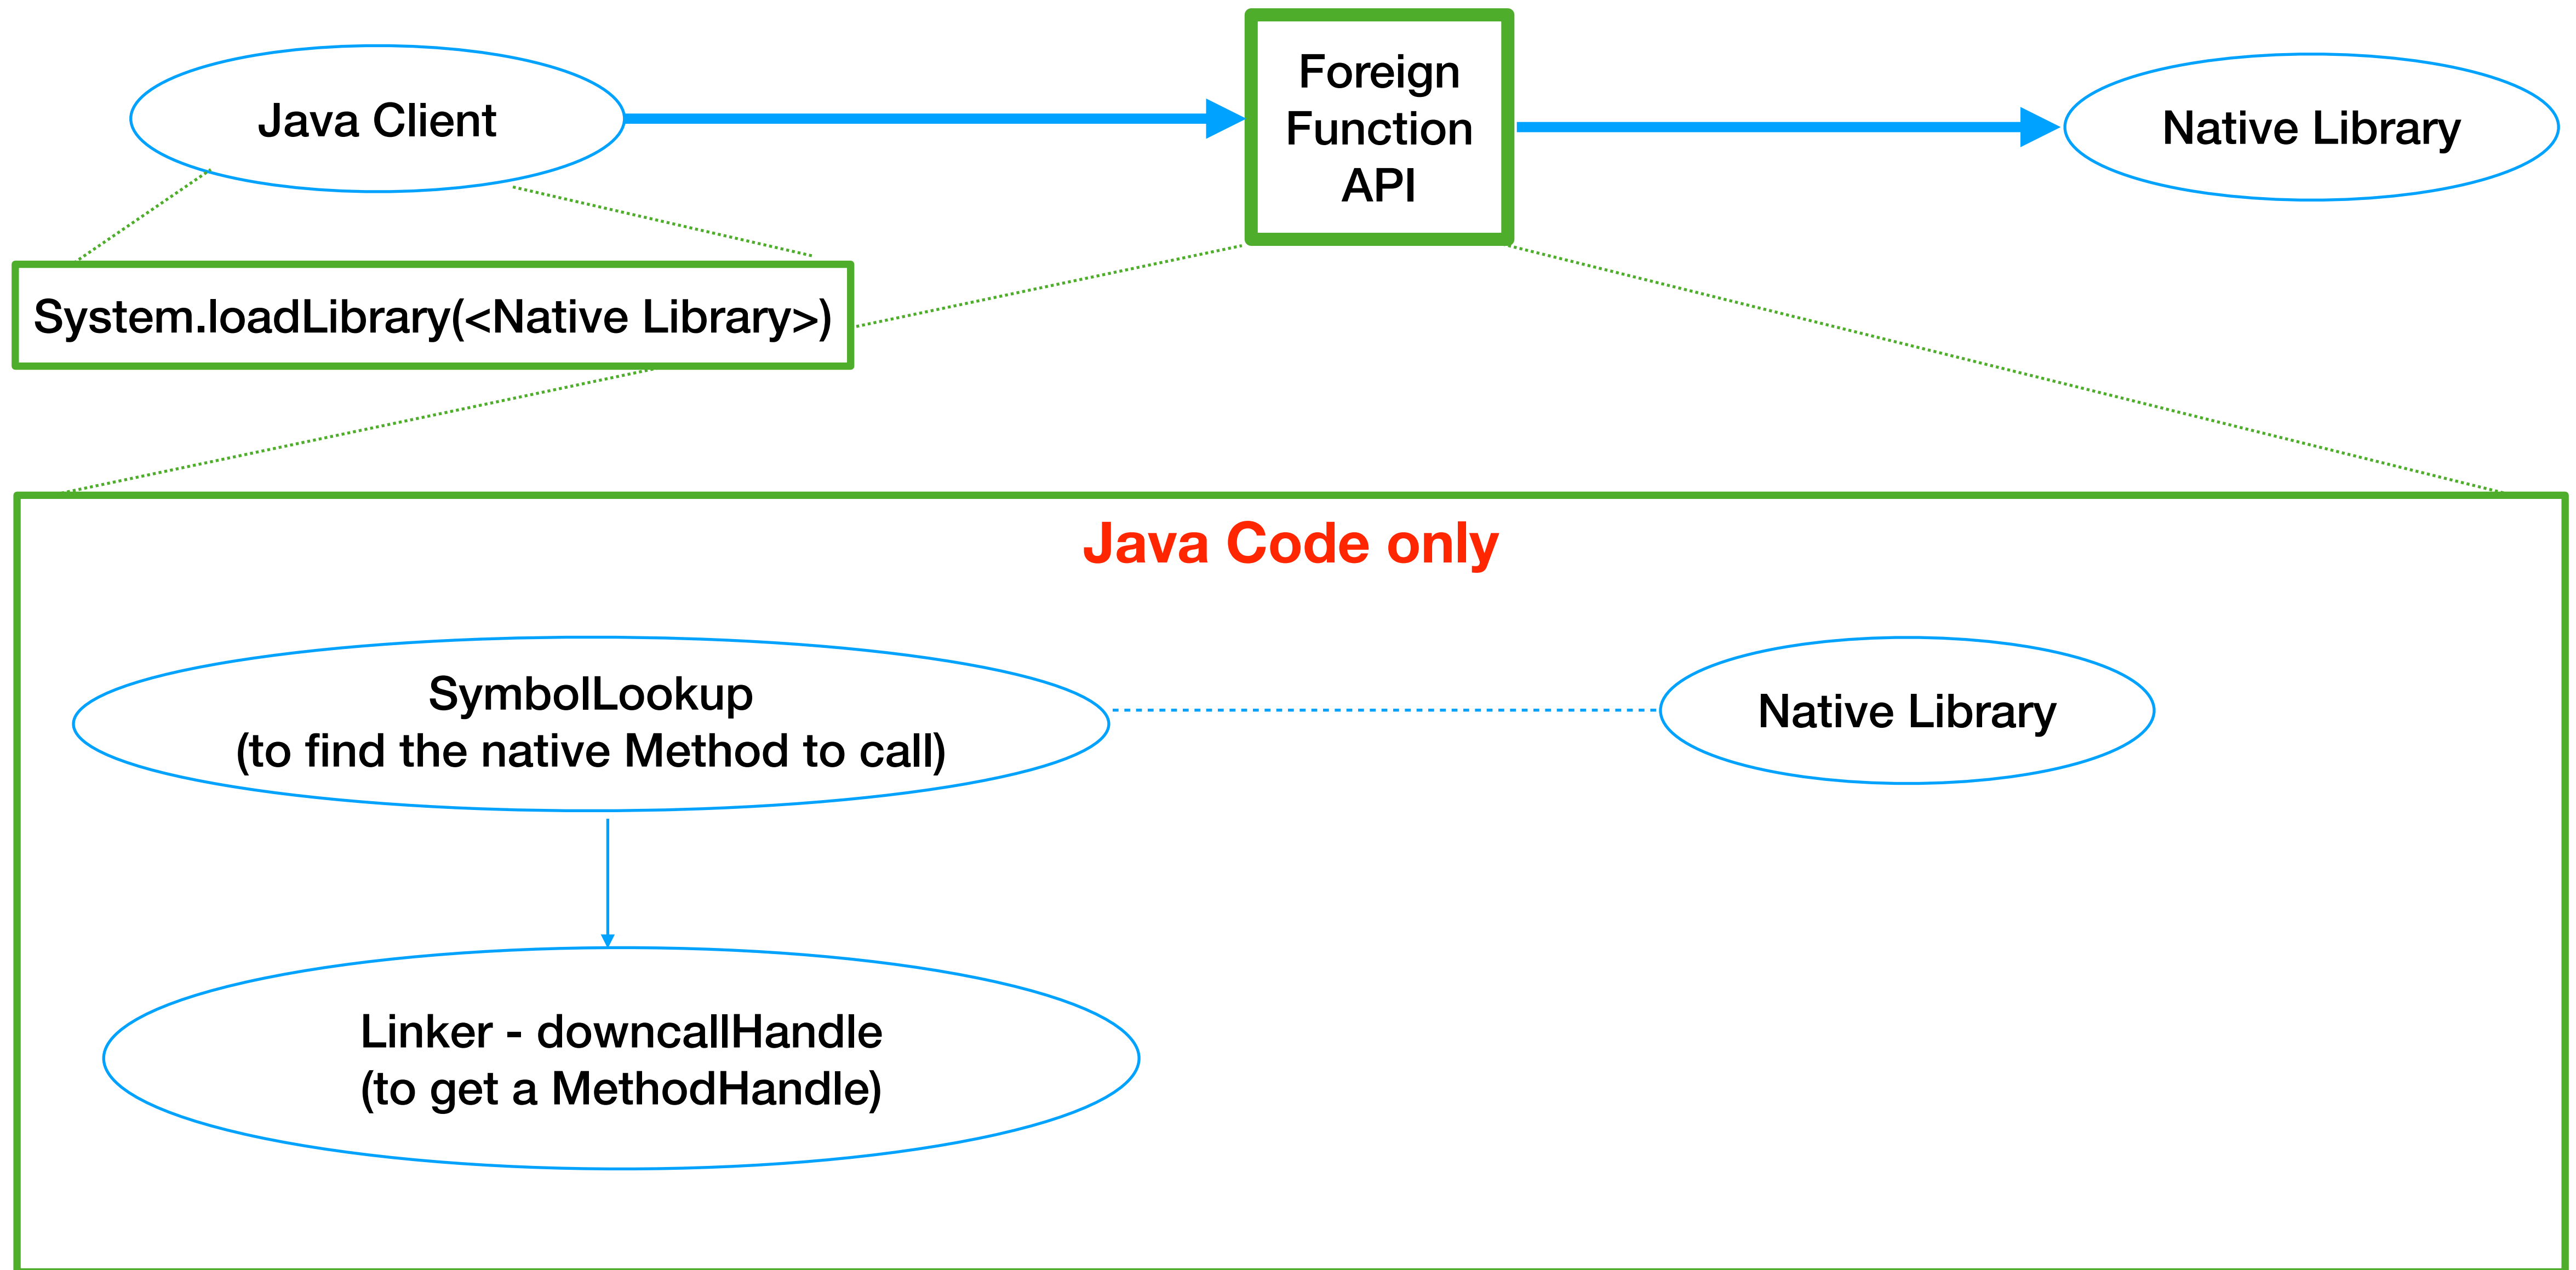 Java Client
Foreign
Function
API
Native Library
System.loadLibrary(<Native Library>)
Java Code only
SymbolLookup
(to find the native Method to call)
Native Library
Linker - downcallHandle
(to get a MethodHandle)